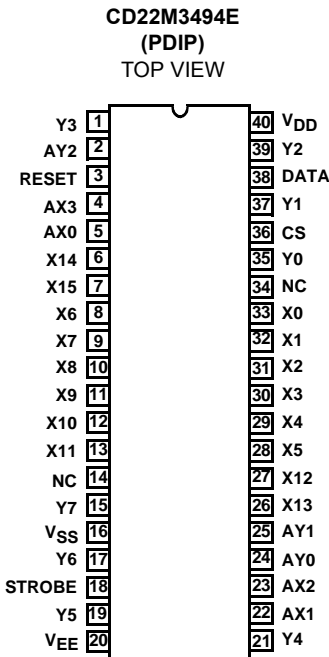 CD22M3494E
(PDIP)
TOP VIEW
Y3 1 40 VDD
AY2 2 39 Y2
RESET 3 38 DATA
AX3 4 37 Y1
AX0 5 36 CS
X14 6 35 Y0
X15 7 34 NC
X6 8 33 X0
X7 9 32 X1
X8 10 31 X2
X9 11 30 X3
X10 12 29 X4
X11 13 28 X5
NC 14 27 X12
Y7 15 26 X13
VSS 16 25 AY1
Y6 17 24 AY0
STROBE 18 23 AX2
Y5 19 22 AX1
VEE 20 21 Y4